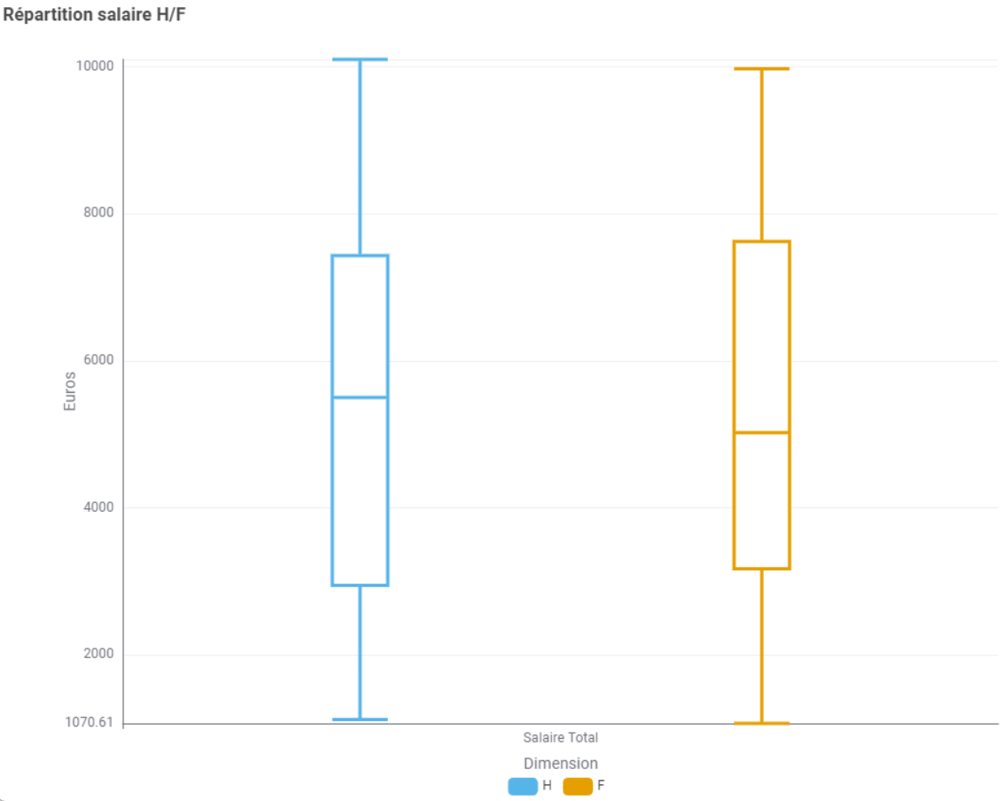 Répartition salaire H/F
10000
8000
6000
Euros
4000
2000
1070.61
Salaire Total
Dimension
H F